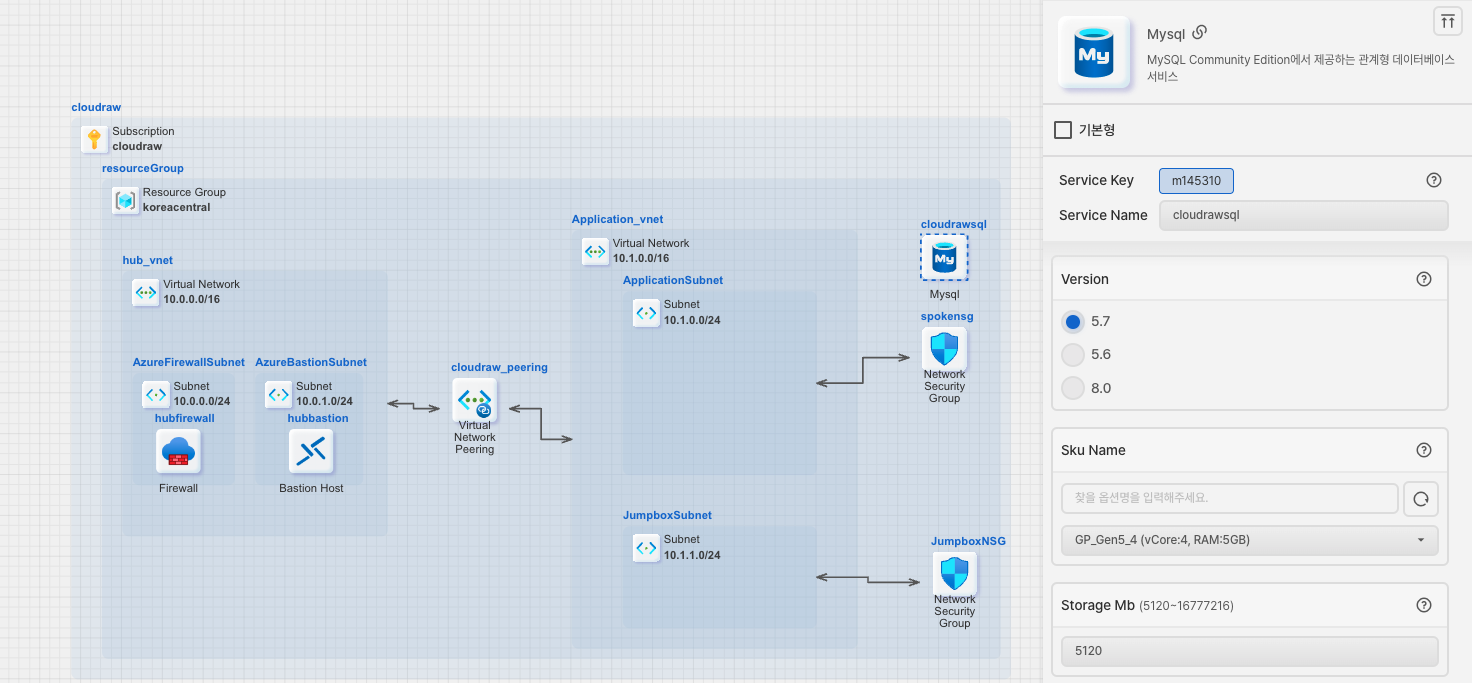 cloudraw
Subscription
cloudraw
resourceGroup
Resource Group
koreacentral
hub_vnet
Virtual Network
10.0.0.0/16
AzureFirewallSubnet
Subnet
10.0.0.0/24
hubfirewall
Firewall
AzureBastionSubnet
Subnet
10.0.1.0/24
hubbastion
Bastion Host
cloudraw_peering
Virtual
Network
Peering
Application_vnet
Virtual Network
10.1.0.0/16
ApplicationSubnet
Subnet
10.1.0.0/24
JumpboxSubnet
Subnet
10.1.1.0/24
cloudrawsql
My
Mysql
spokensg
Network
Security
Group
JumpboxNSG
Network
Security
Group
My
Mysql
MySQL Community Edition에서 제공하는 관계형 데이터베이스
서비스
기본형
Service Key m145310
Service Name cloudrawsql
Version
5.7
5.6
8.0
Sku Name
찾을 옵션명을 입력해주세요.
GP_Gen5_4 (vCore:4, RAM:5GB)
Storage Mb (5120~16777216)
5120